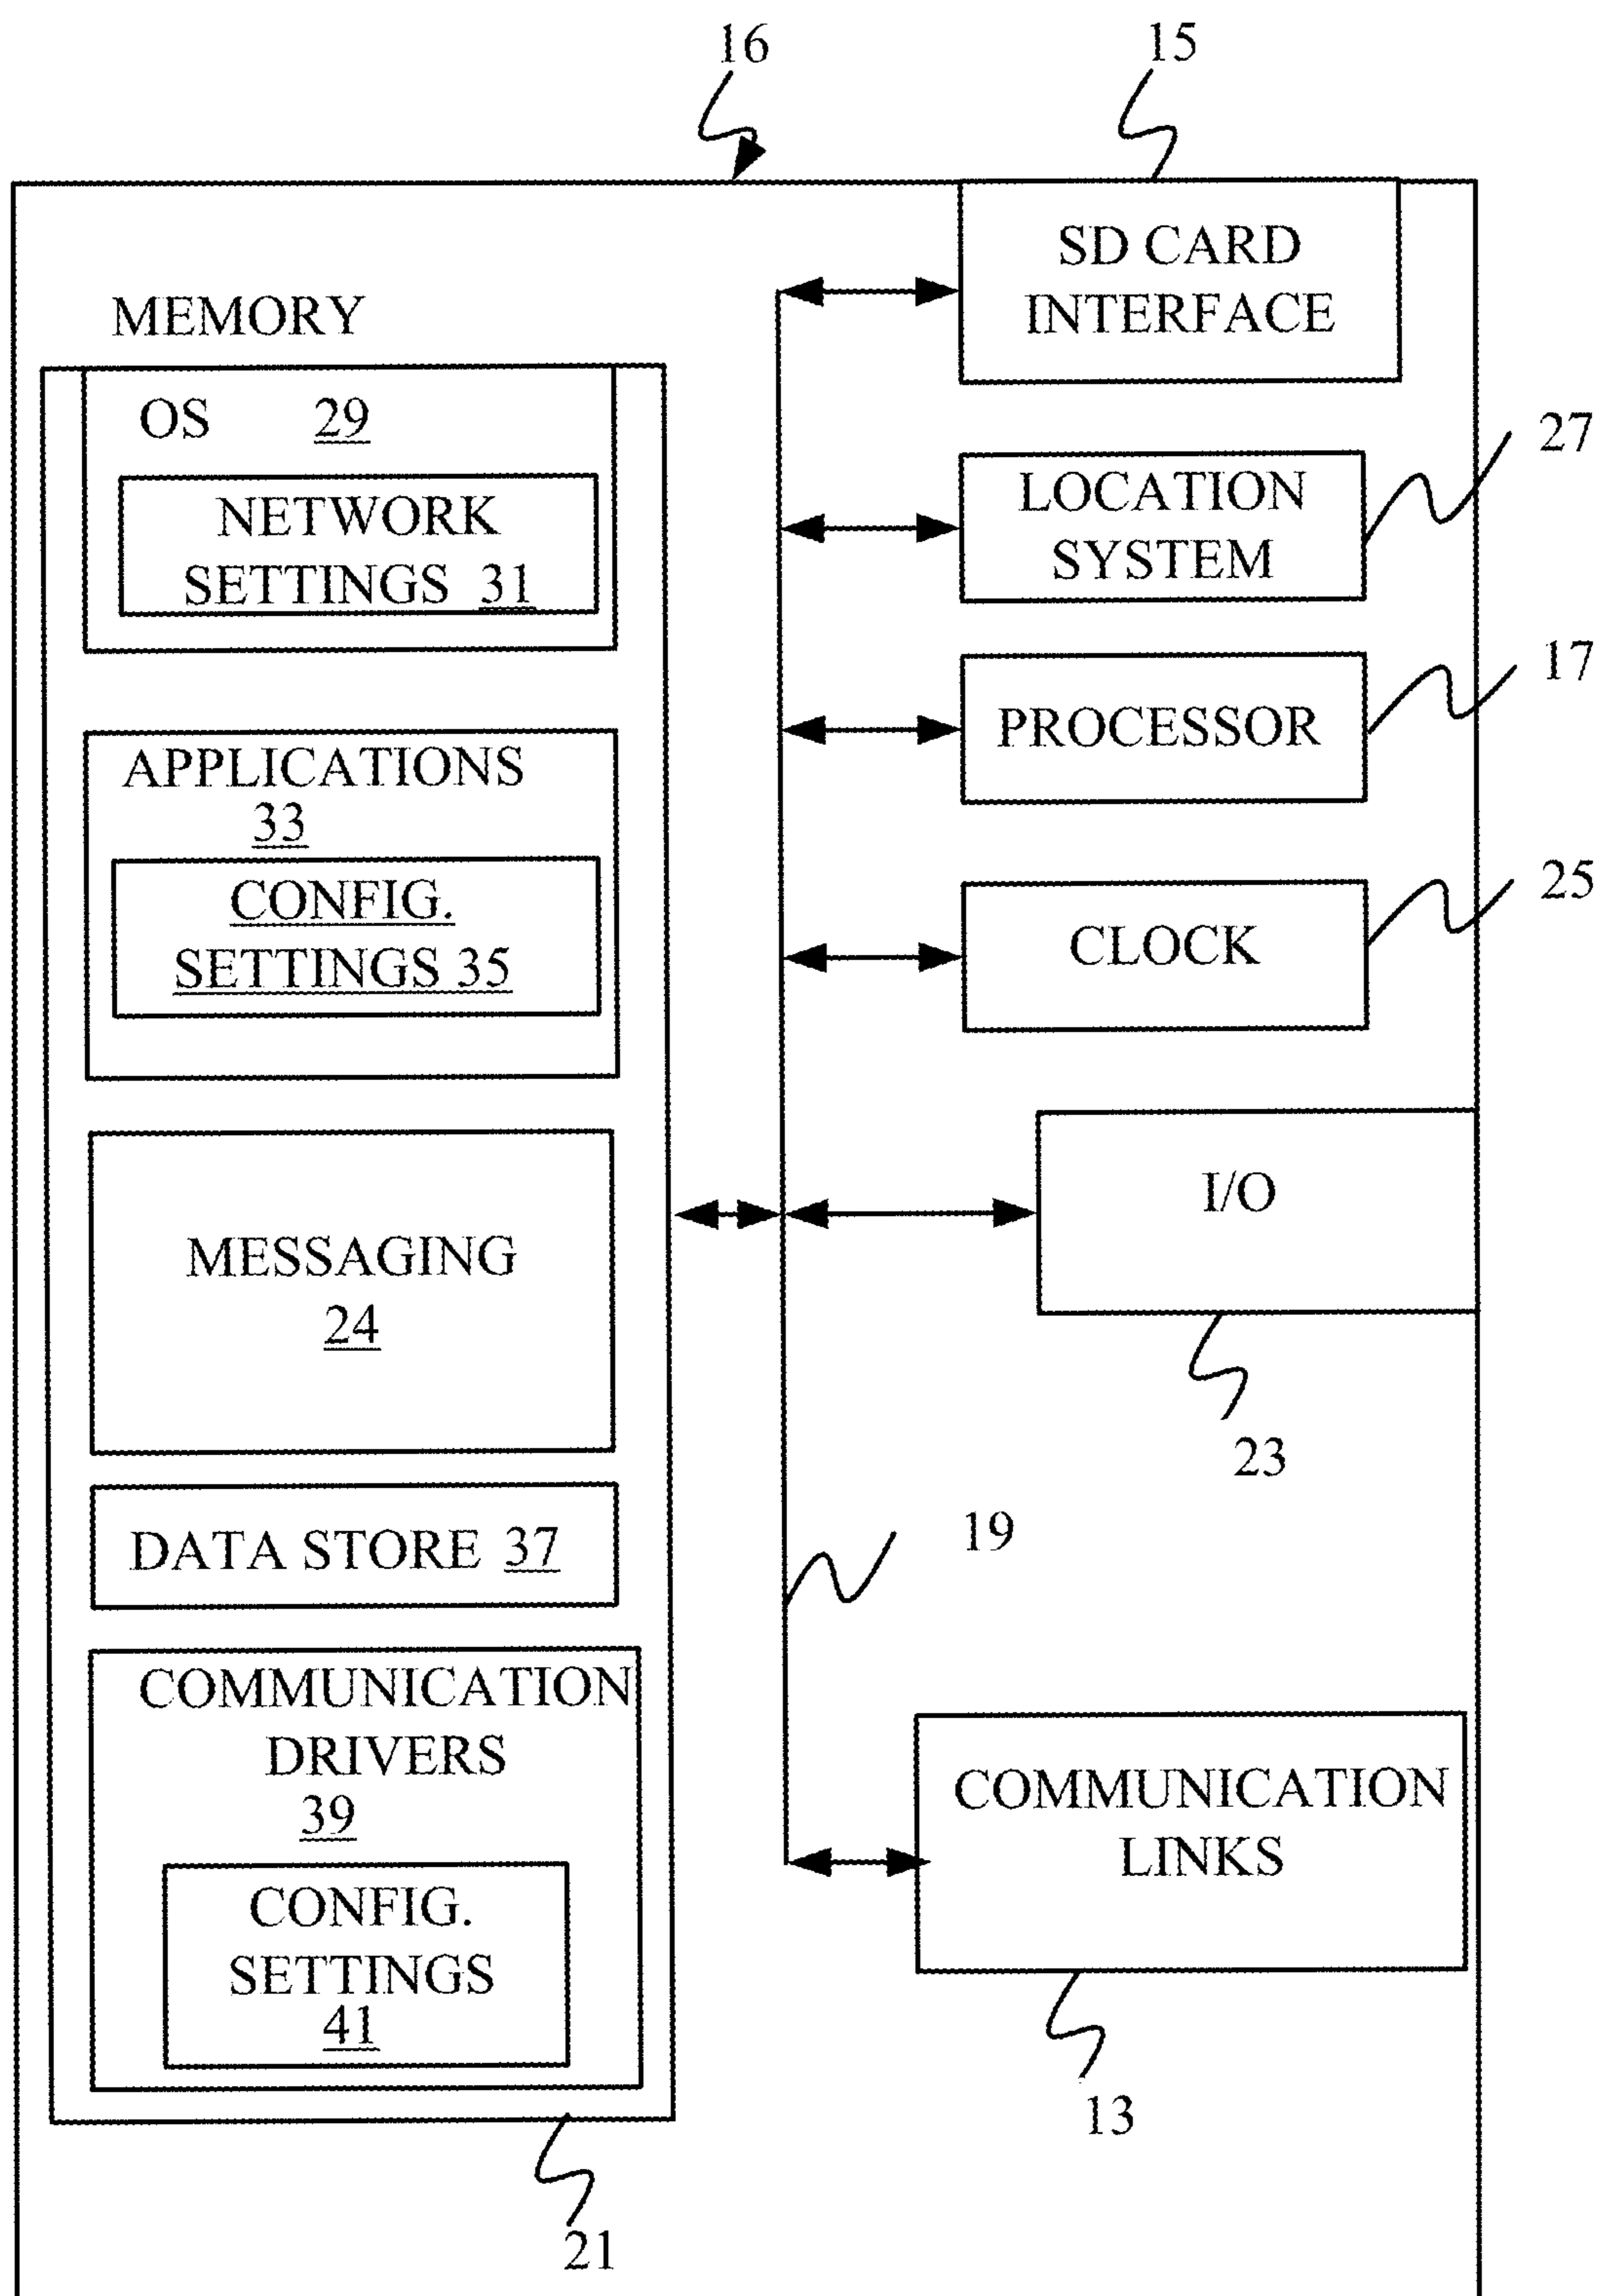 16
15
SD CARD
INTERFACE
MEMORY
OS 29
NETWORK
SETTINGS 31
27
LOCATION
SYSTEM
17
PROCESSOR
APPLICATIONS
33
CONFIG.
SETTINGS 35
25
CLOCK
I/O
23
MESSAGING
24
19
DATA STORE 37
COMMUNICATION
DRIVERS
39
CONFIG.
SETTINGS
41
COMMUNICATION
LINKS
13
21